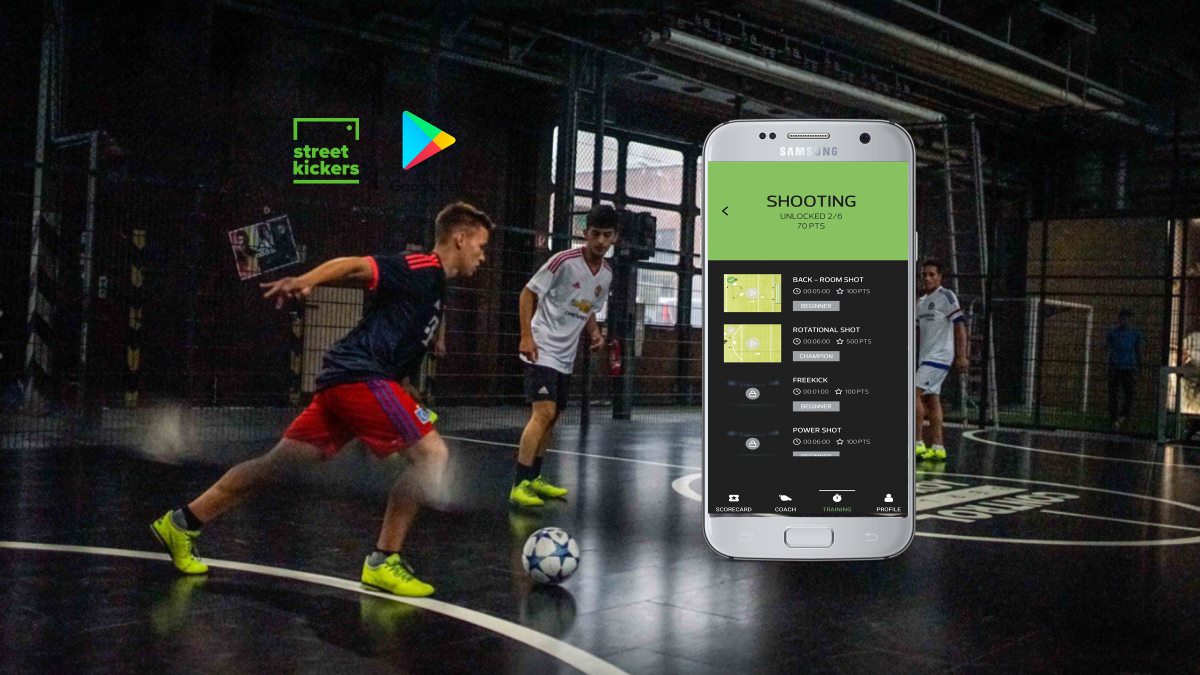 street
kickers
SAMSUNG
SHOOTING
UNLOCKED 2/6
70 PTS
BACK – ROOM SHOT
00:05:00 100 PTS
BEGINNER
ROTATIONAL SHOT
00:06:00 500 PTS
CHAMPION
FREEKICK
00:01:00 100 PTS
BEGINNER
POWER SHOT
00:06:00 100 PTS
BEGINNER
SCORECARD COACH TRAINING PROFILE
CONTROL